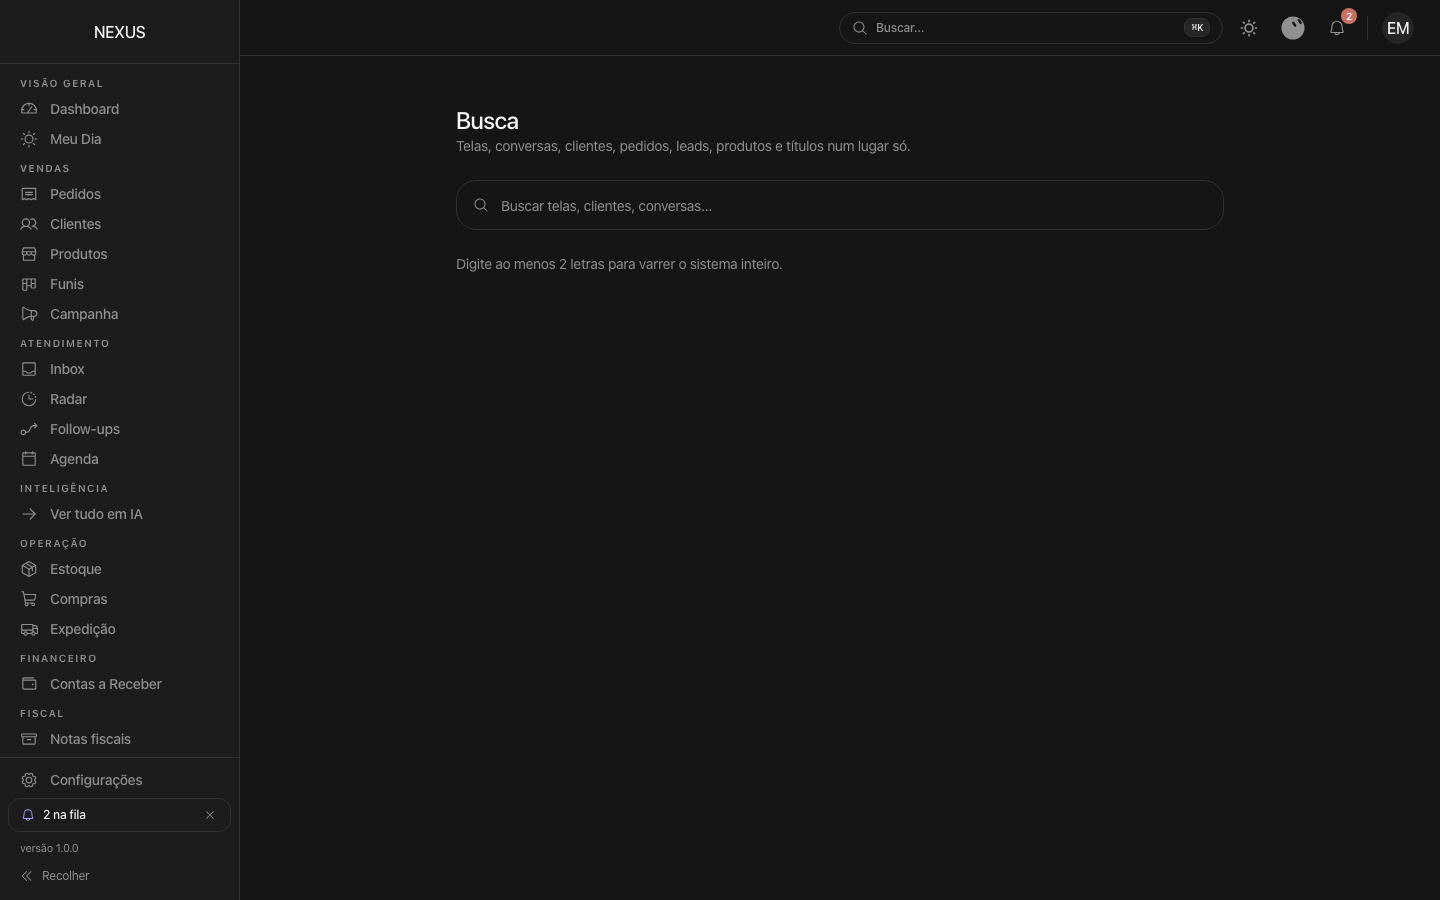 NEXUS
Buscar...
⌘K
2
EM
VISÃO GERAL
Dashboard
Meu Dia
VENDAS
Pedidos
Clientes
Produtos
Funis
Campanha
ATENDIMENTO
Inbox
Radar
Follow-ups
Agenda
INTELIGÊNCIA
Ver tudo em IA
OPERAÇÃO
Estoque
Compras
Expedição
FINANCEIRO
Contas a Receber
FISCAL
Notas fiscais
Configurações
2 na fila
versão 1.0.0
Recolher
Busca
Telas, conversas, clientes, pedidos, leads, produtos e títulos num lugar só.
Buscar telas, clientes, conversas...
Digite ao menos 2 letras para varrer o sistema inteiro.